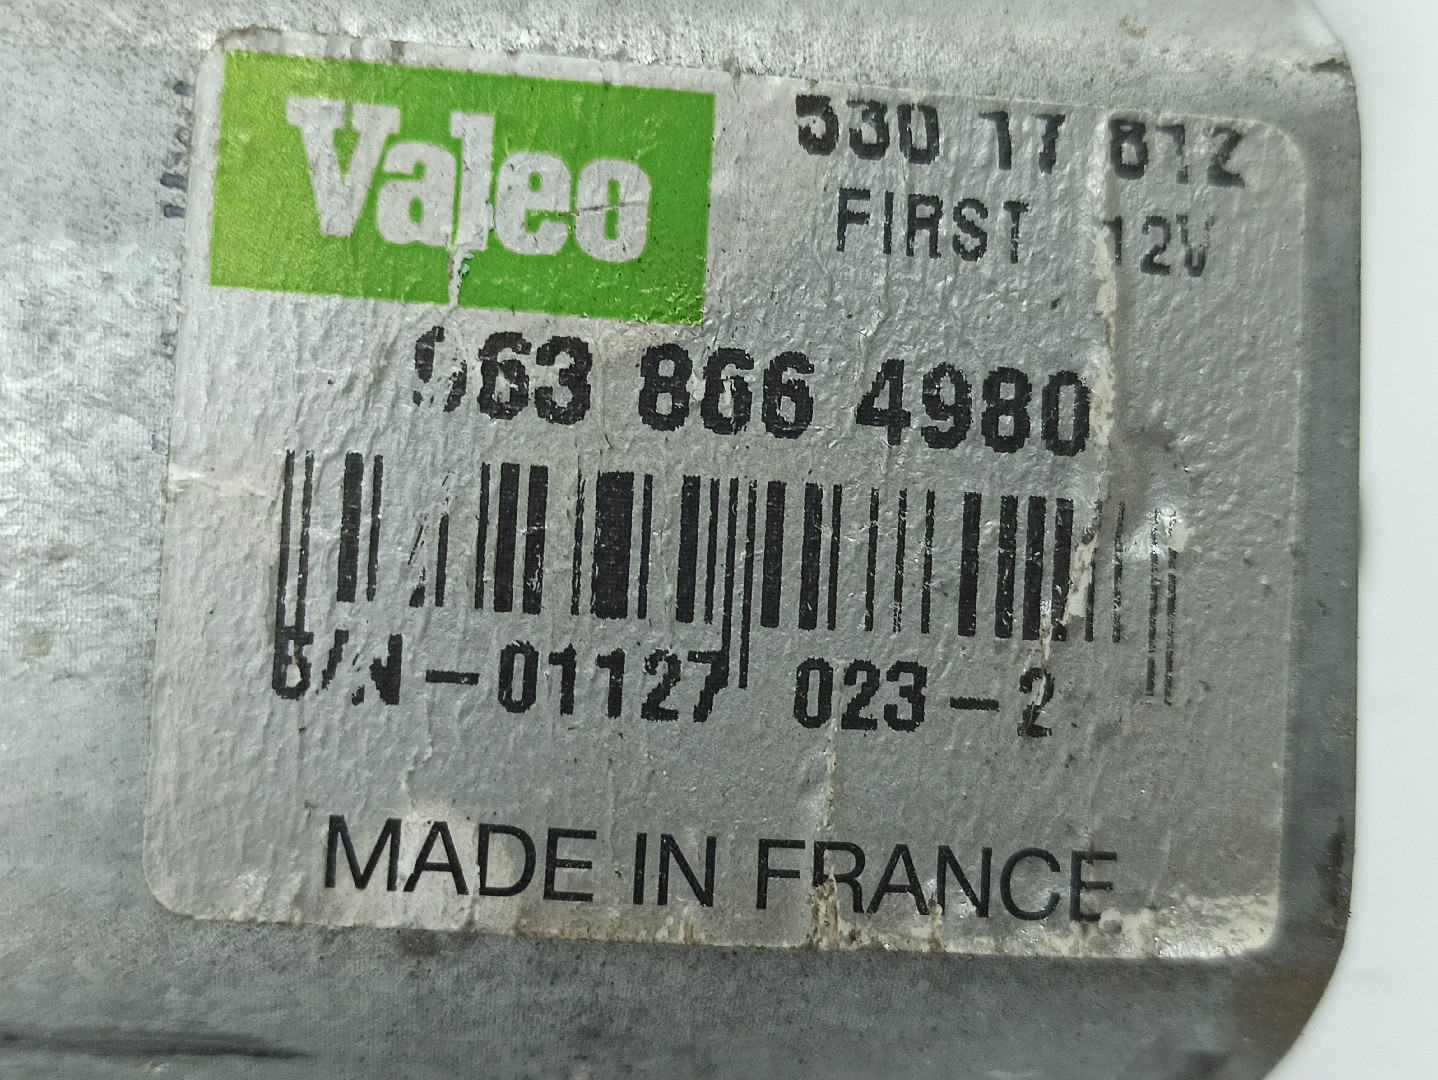 Valeo
530 17 812
FIRST 12V
963 866 4980
S/N-01127 023-2
MADE IN FRANCE